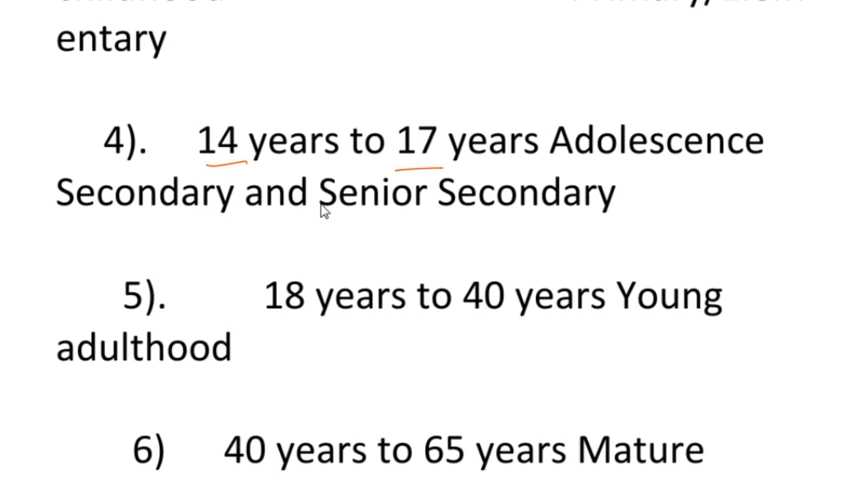 entary
4). 14 years to 17 years Adolescence
Secondary and Senior Secondary
5). 18 years to 40 years Young
adulthood
6) 40 years to 65 years Mature